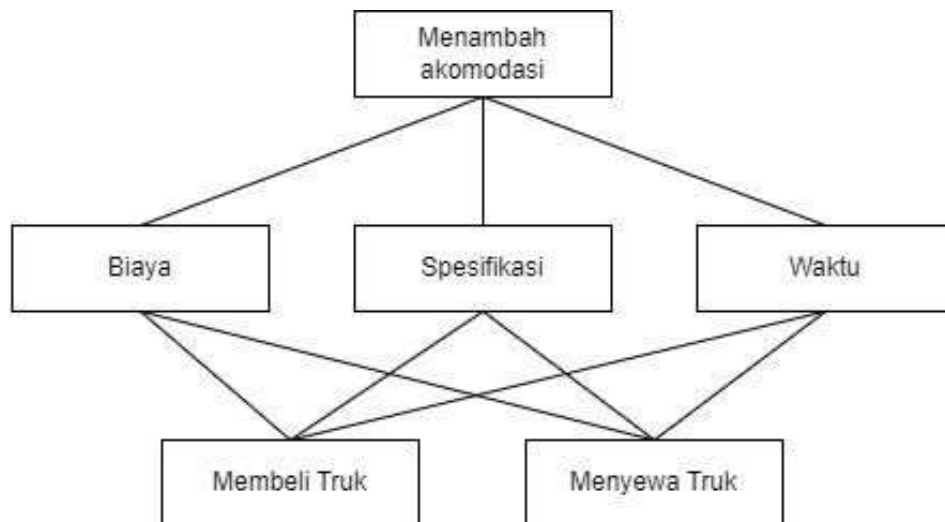 Menambah
akomodasi
Biaya
Spesifikasi
Waktu
Membeli Truk
Menyewa Truk